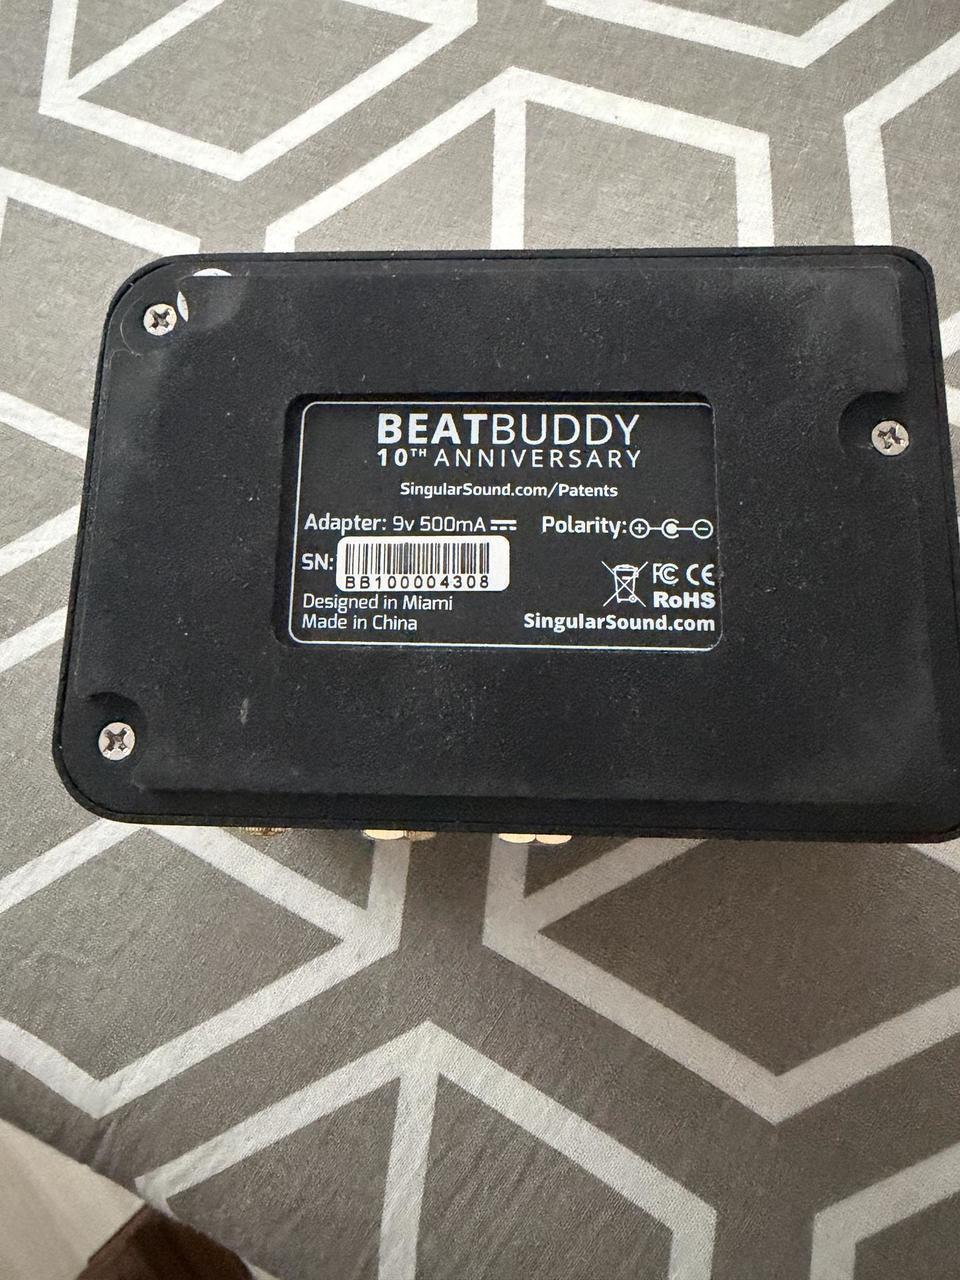 BEATBUDDY
10TH ANNIVERSARY
SingularSound.com/Patents
Adapter: 9v 500mA Polarity:
SN:
BB100004308
FC CE
RoHS
Designed in Miami
Made in China
SingularSound.com